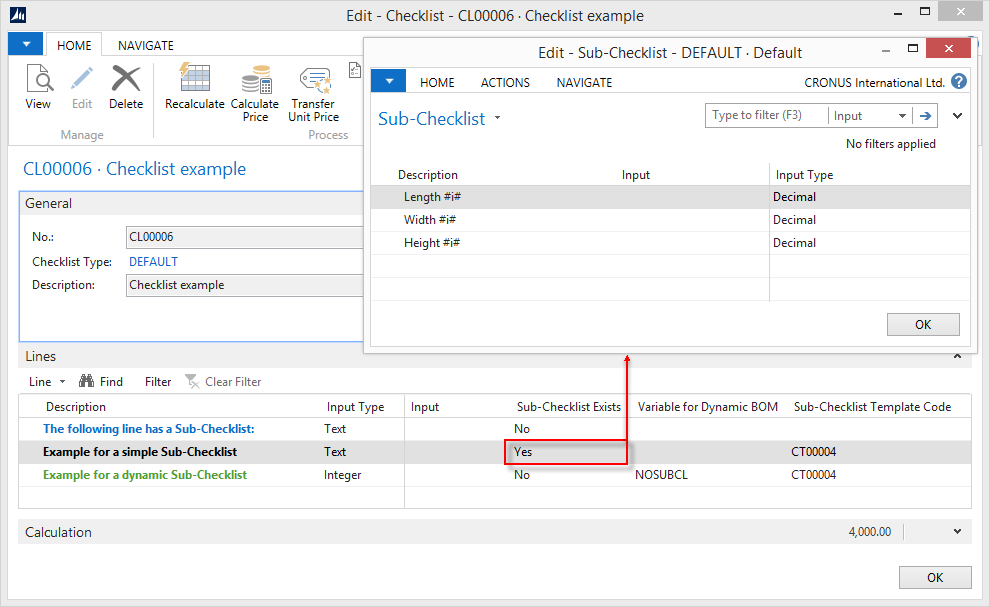 Edit - Checklist - CL00006 · Checklist example
HOME NAVIGATE
View Edit Delete Recalculate Calculate Price Transfer Unit Price
Manage Process
CL00006 · Checklist example
General
No.: CL00006
Checklist Type: DEFAULT
Description: Checklist example
Edit - Sub-Checklist - DEFAULT · Default
HOME ACTIONS NAVIGATE CRONUS International Ltd. ?
Sub-Checklist
Type to filter (F3) Input
No filters applied
Description Input Input Type
Length #i# Decimal
Width #i# Decimal
Height #i# Decimal
OK
Lines
Line Find Filter Clear Filter
Description Input Type Input Sub-Checklist Exists Variable for Dynamic BOM Sub-Checklist Template Code
The following line has a Sub-Checklist: Text No
Example for a simple Sub-Checklist Text Yes CT00004
Example for a dynamic Sub-Checklist Integer No NOSUBCL CT00004
Calculation 4,000.00
OK